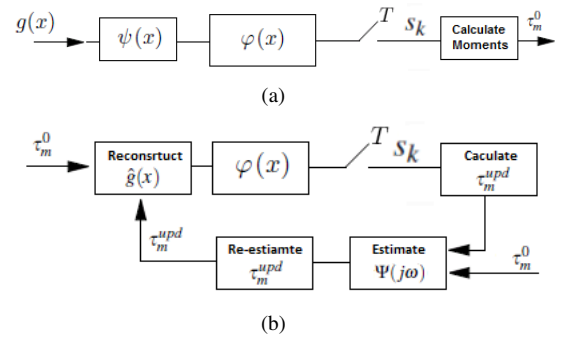 g(x) ψ(x) φ(x) T s_k Calculate Moments τ_m^0
(a)
τ_m^0 Reconsrtuct ĝ(x) φ(x) T s_k Caculate τ_m^{upd}
τ_m^{upd} Re-estiamte τ_m^{upd} Estimate Ψ(jω) τ_m^0
(b)